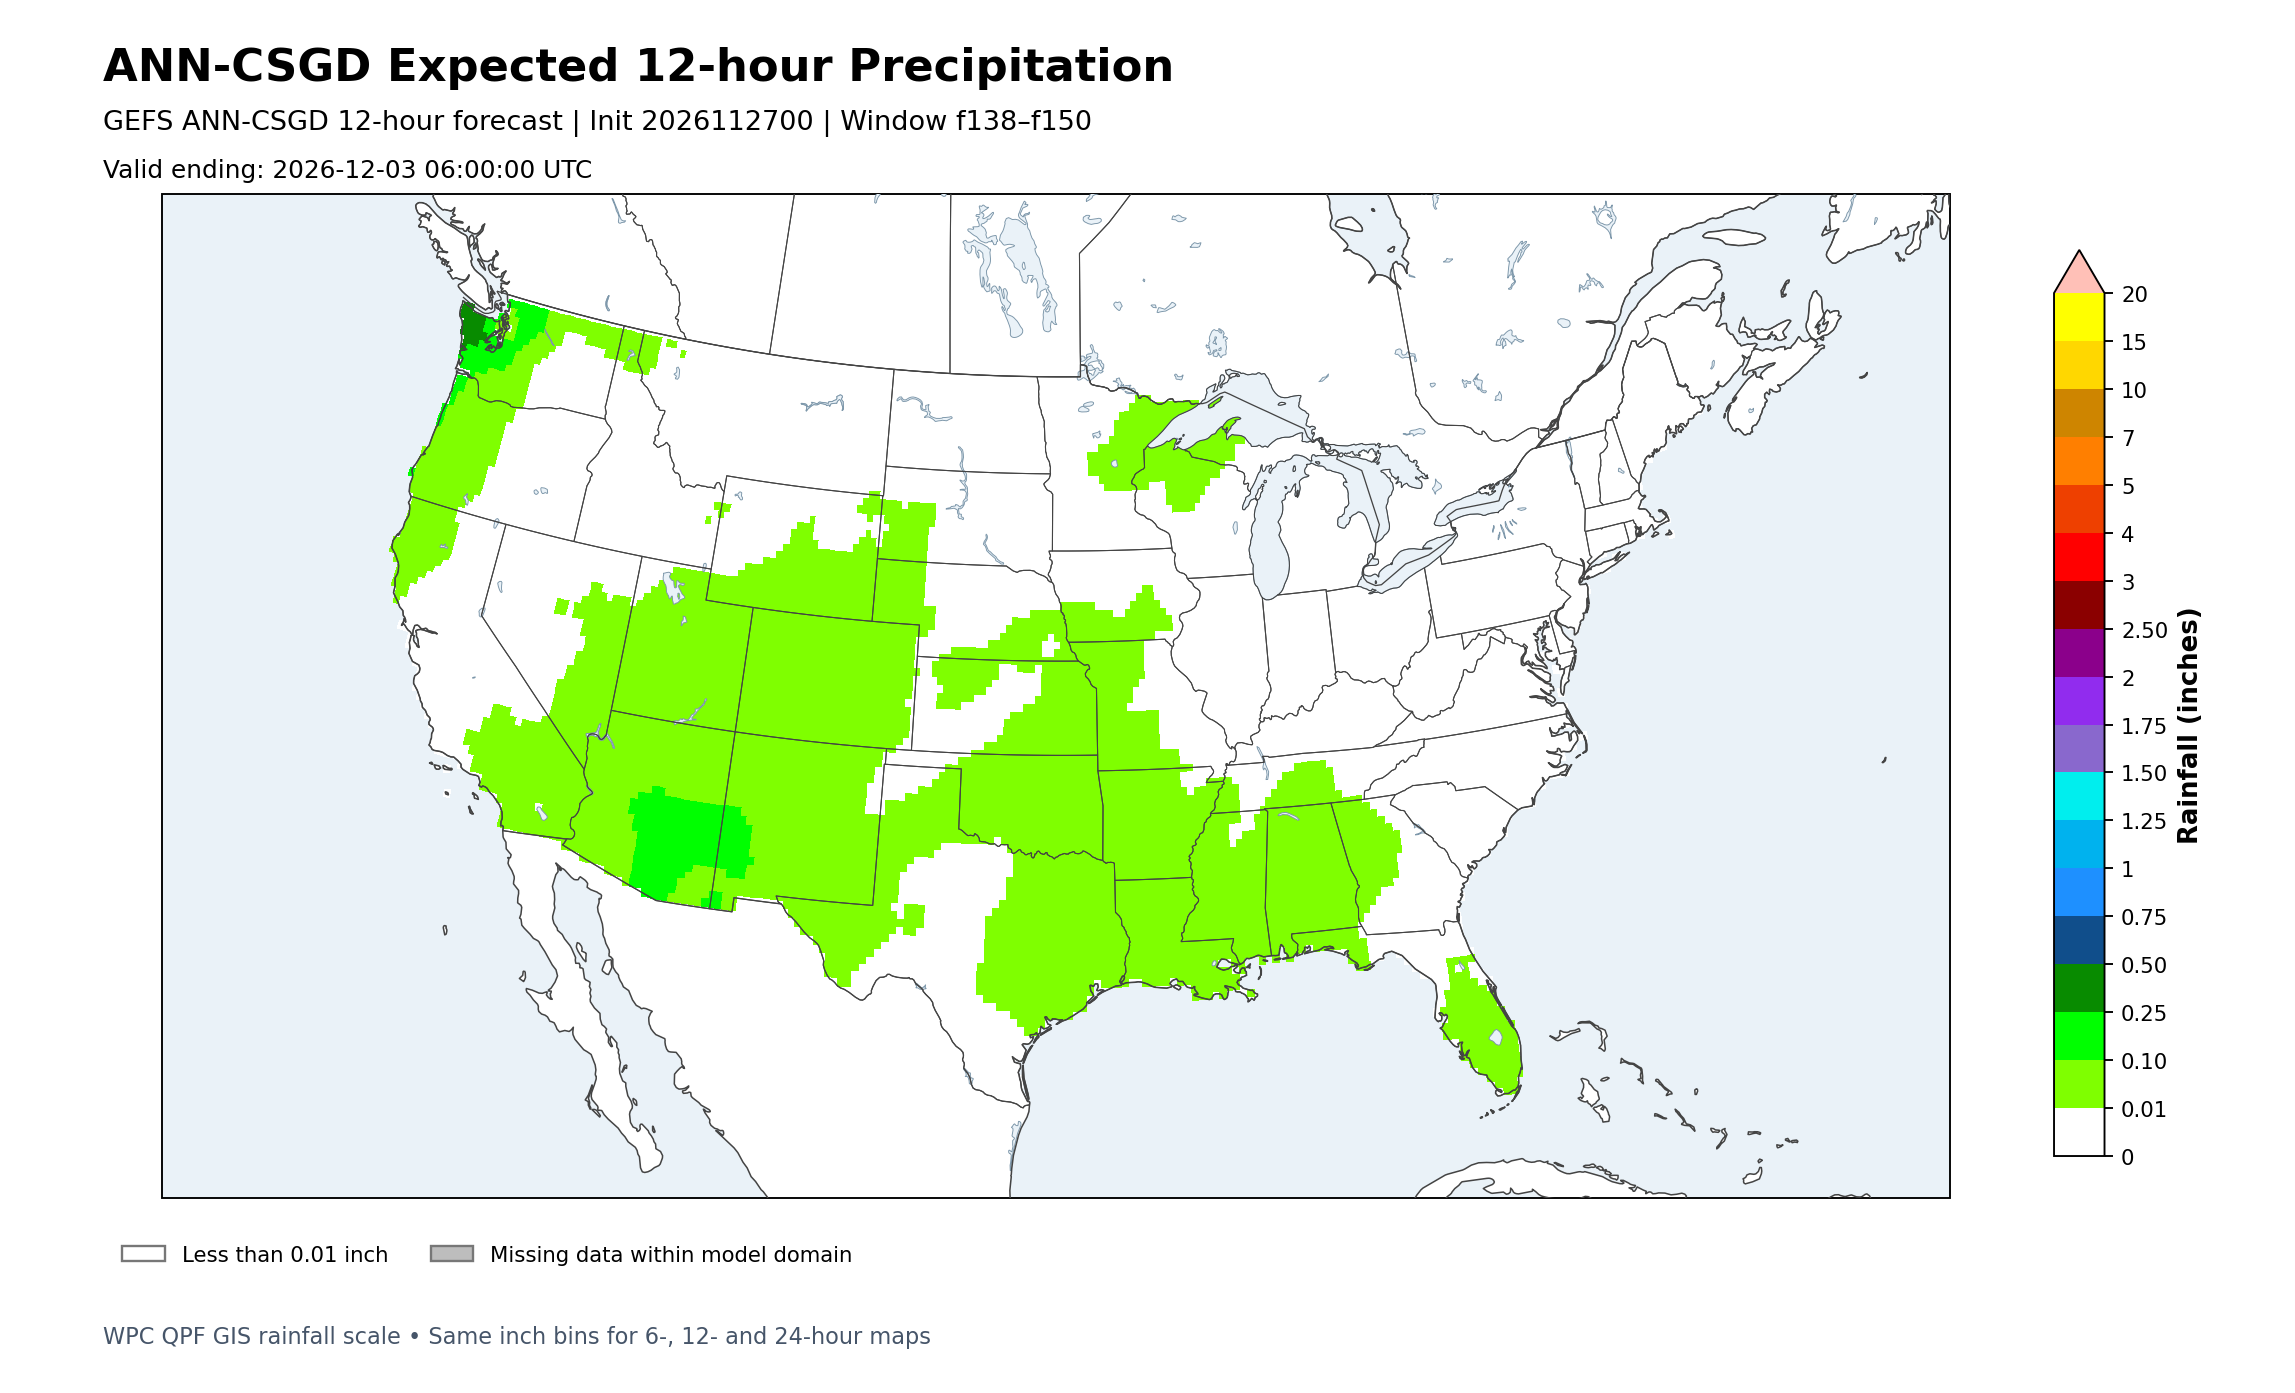 ANN-CSGD Expected 12-hour Precipitation
GEFS ANN-CSGD 12-hour forecast | Init 2026112700 | Window f138–f150
Valid ending: 2026-12-03 06:00:00 UTC
20
15
10
7
5
4
3
2.50
2
1.75
1.50
1.25
1
0.75
0.50
0.25
0.10
0.01
0
Rainfall (inches)
Less than 0.01 inch
Missing data within model domain
WPC QPF GIS rainfall scale • Same inch bins for 6-, 12- and 24-hour maps